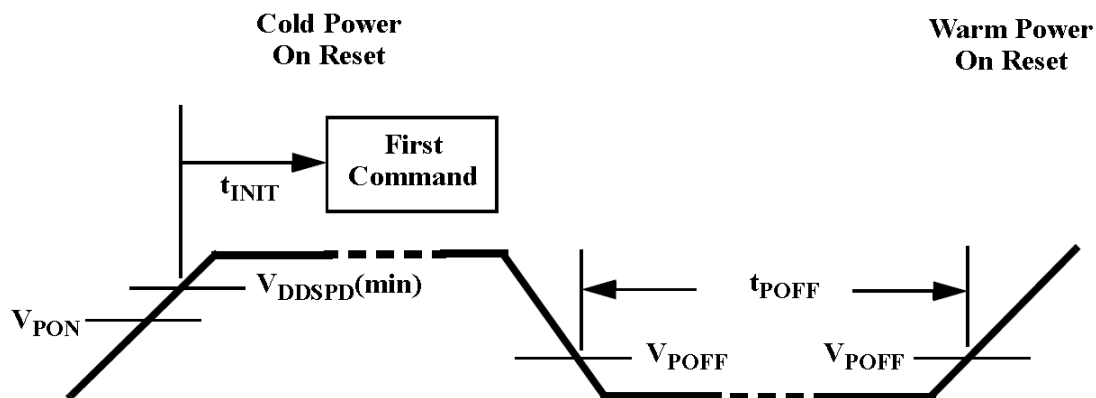 Cold Power
On Reset
Warm Power
On Reset
First
Command
tINIT
VDDSPD(min)
VPON
tPOFF
VPOFF
VPOFF